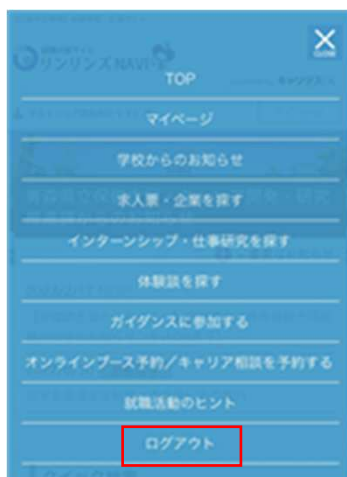 CLOSE
リンリンズNAVI
TOP
マイページ
学校からのお知らせ
求人票・企業を探す
インターンシップ・仕事研究を探す
体験談を探す
ガイダンスに参加する
オンラインブース予約／キャリア相談を予約する
就職活動のヒント
ログアウト